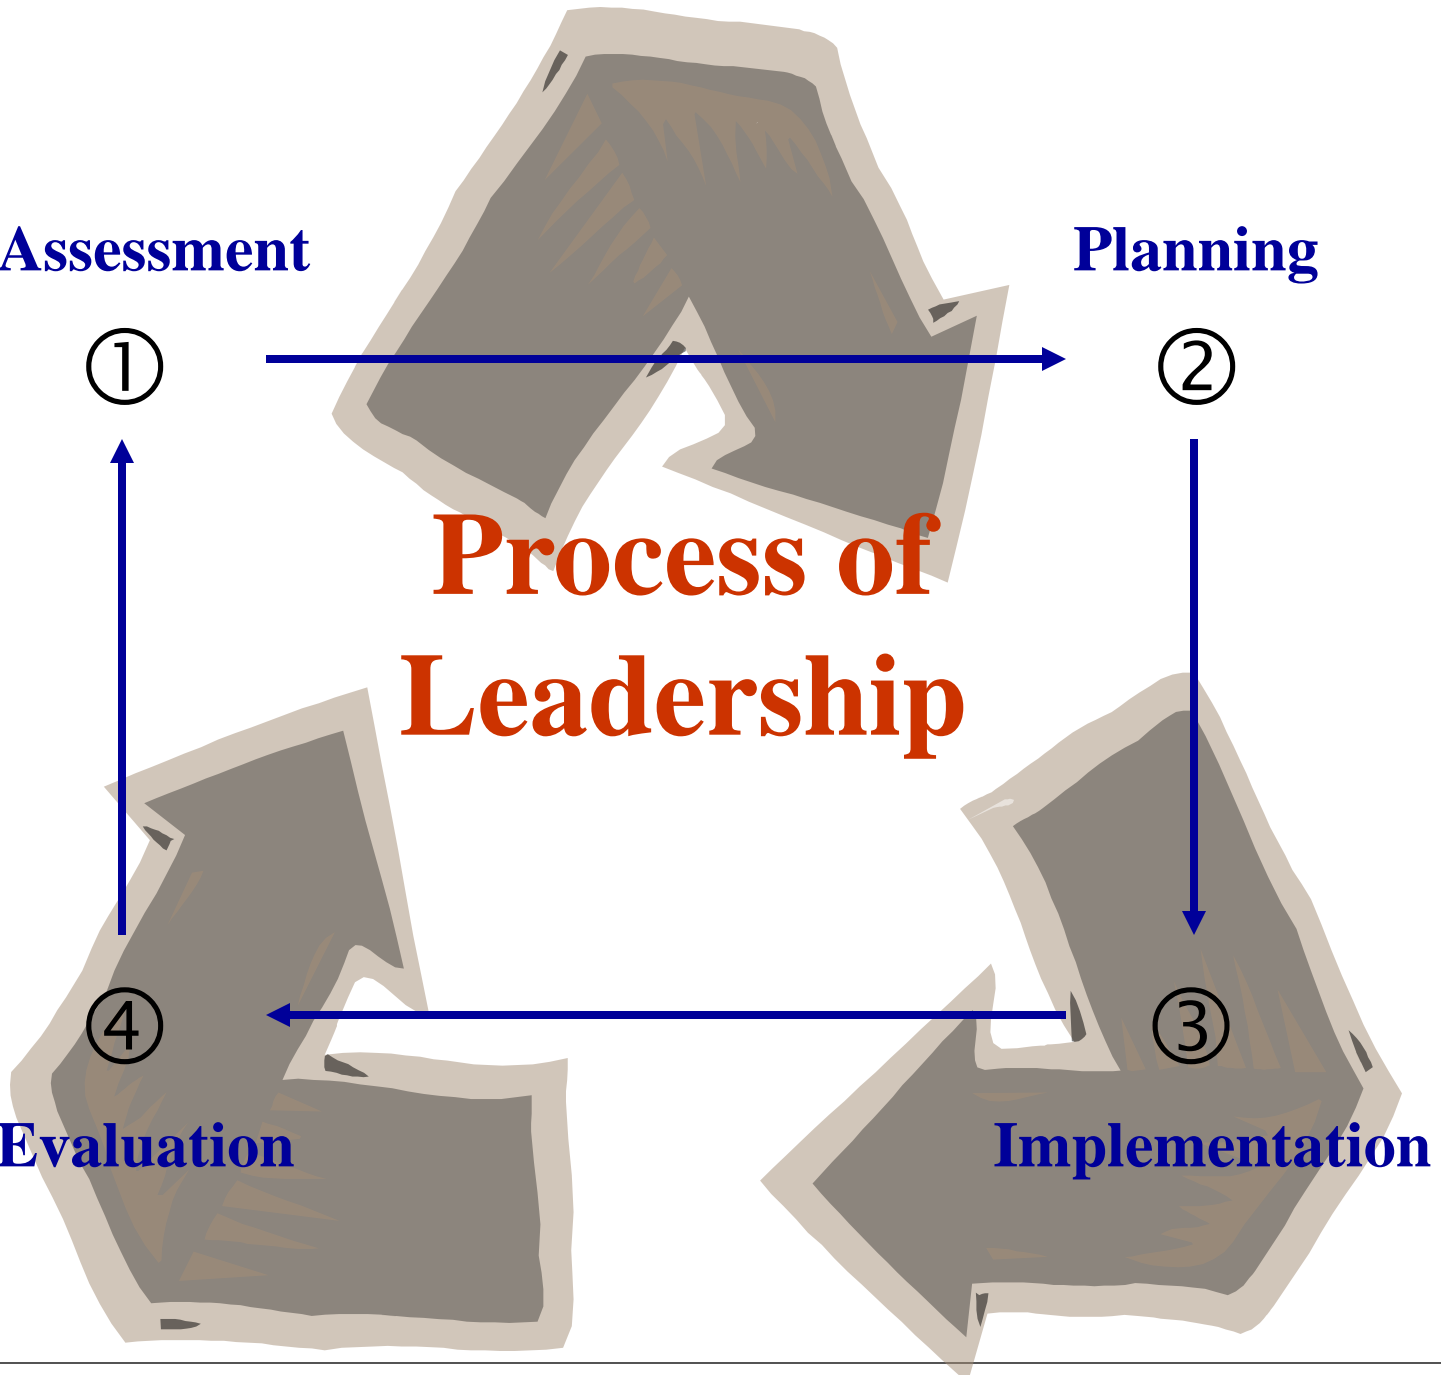 Assessment
Planning
①
②
Process of
Leadership
④
③
Evaluation
Implementation